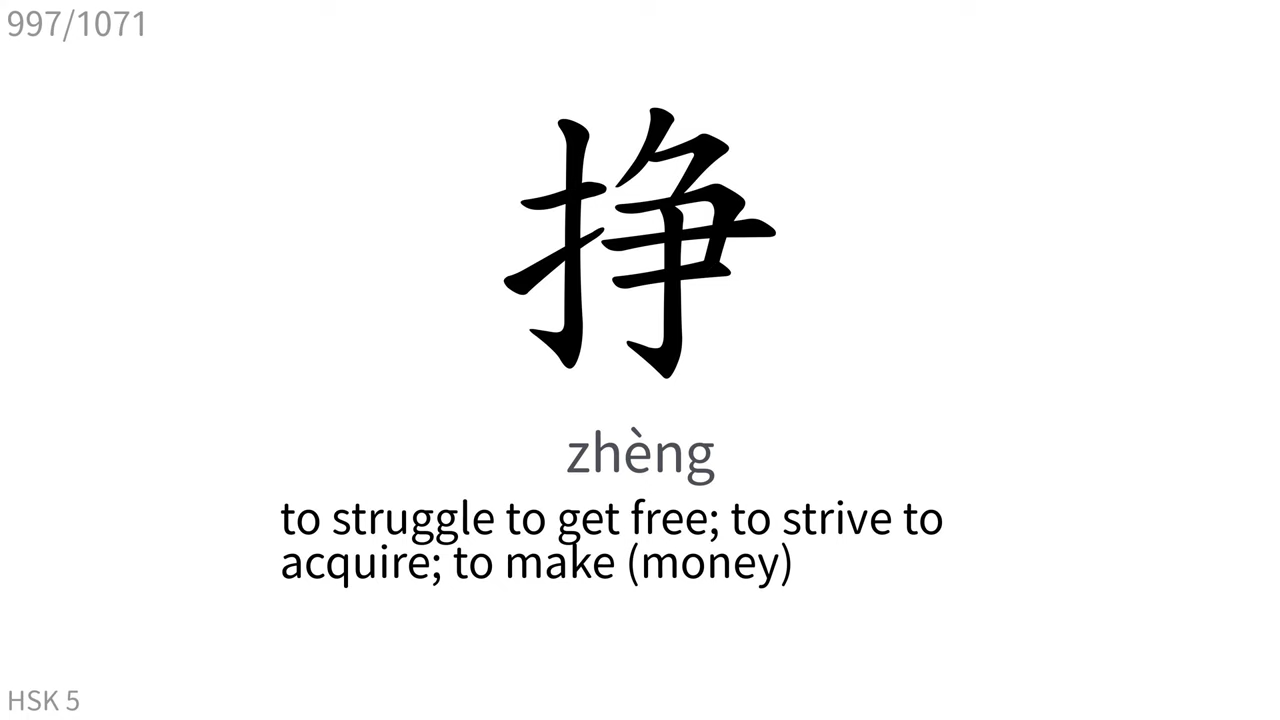 997/1071
挣
zhèng
to struggle to get free; to strive to
acquire; to make (money)
HSK 5